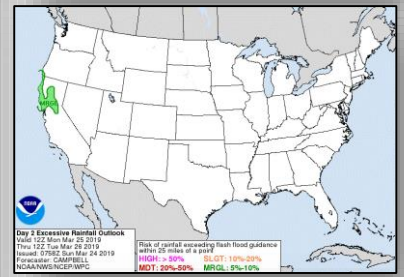 MRGL
NOAA
Day 2 Excessive Rainfall Outlook
Valid 12Z Mon Mar 25 2019
Thru 12Z Tue Mar 26 2019
Issued: 0758Z Sun Mar 24 2019
Forecaster: CAMPBELL
NOAA/NWS/NCEP/WPC
Risk of rainfall exceeding flash flood guidance
within 25 miles of a point
HIGH: > 50% SLGT: 10%-20%
MDT: 20%-50% MRGL: 5%-10%